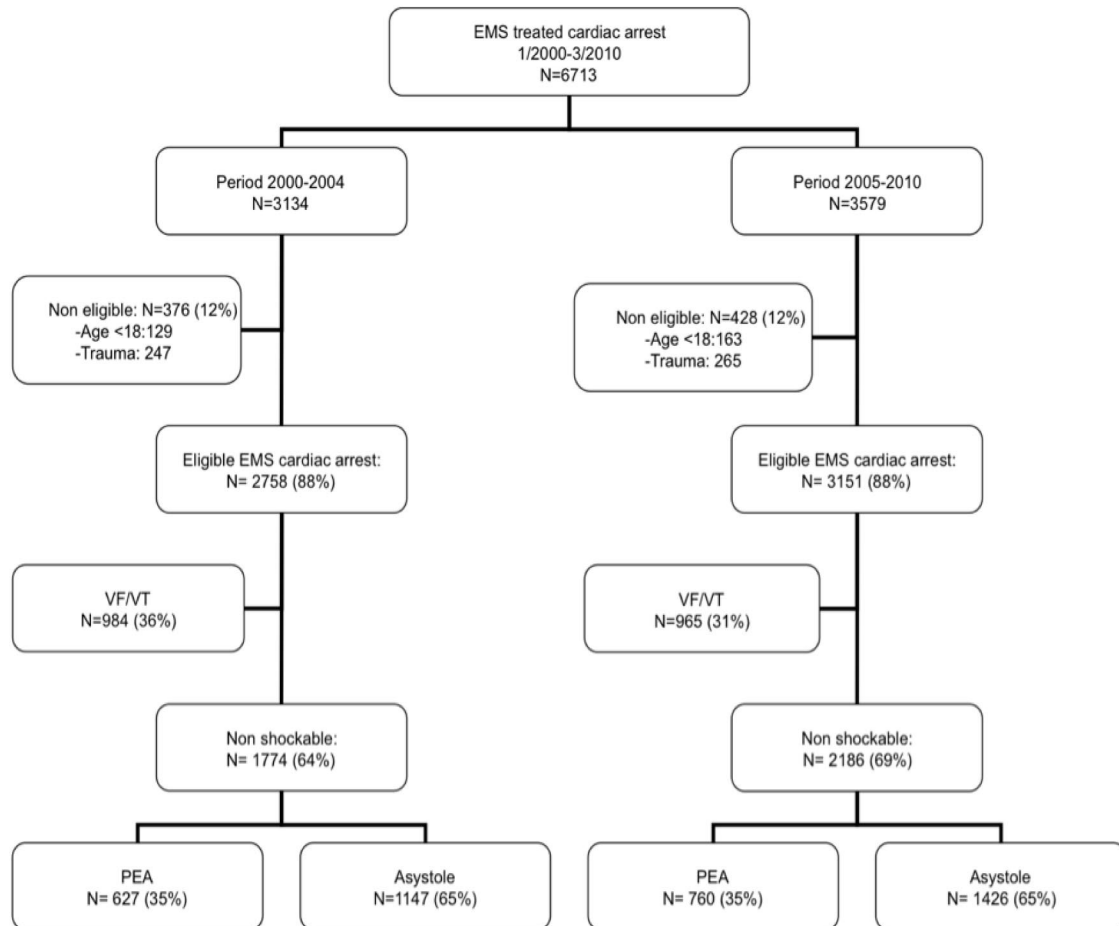 EMS treated cardiac arrest
1/2000-3/2010
N=6713
Period 2000-2004
N=3134
Period 2005-2010
N=3579
Non eligible: N=376 (12%)
-Age <18:129
-Trauma: 247
Non eligible: N=428 (12%)
-Age <18:163
-Trauma: 265
Eligible EMS cardiac arrest:
N= 2758 (88%)
Eligible EMS cardiac arrest:
N= 3151 (88%)
VF/VT
N=984 (36%)
VF/VT
N=965 (31%)
Non shockable:
N= 1774 (64%)
Non shockable:
N= 2186 (69%)
PEA
N= 627 (35%)
Asystole
N=1147 (65%)
PEA
N= 760 (35%)
Asystole
N= 1426 (65%)